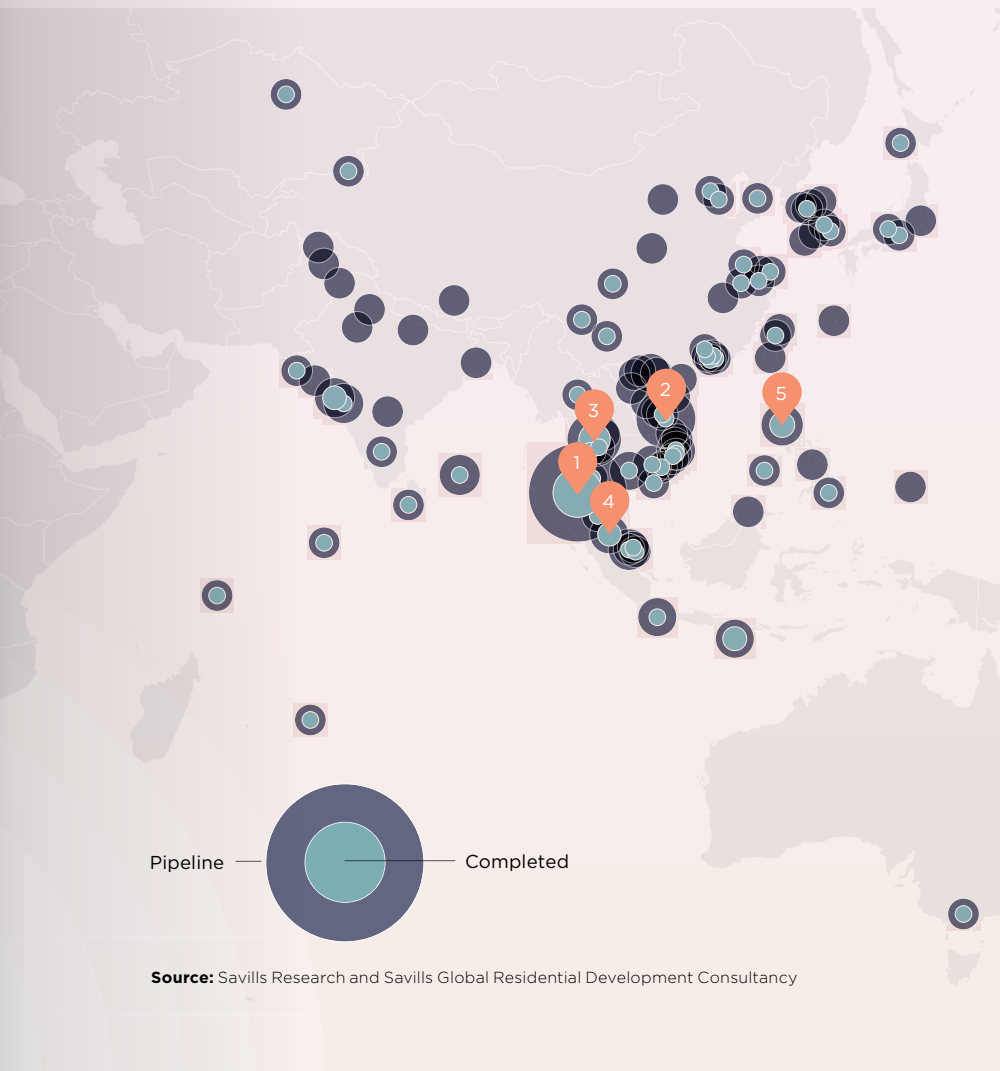 5
2
3
1
4
Pipeline
Completed
Source: Savills Research and Savills Global Residential Development Consultancy